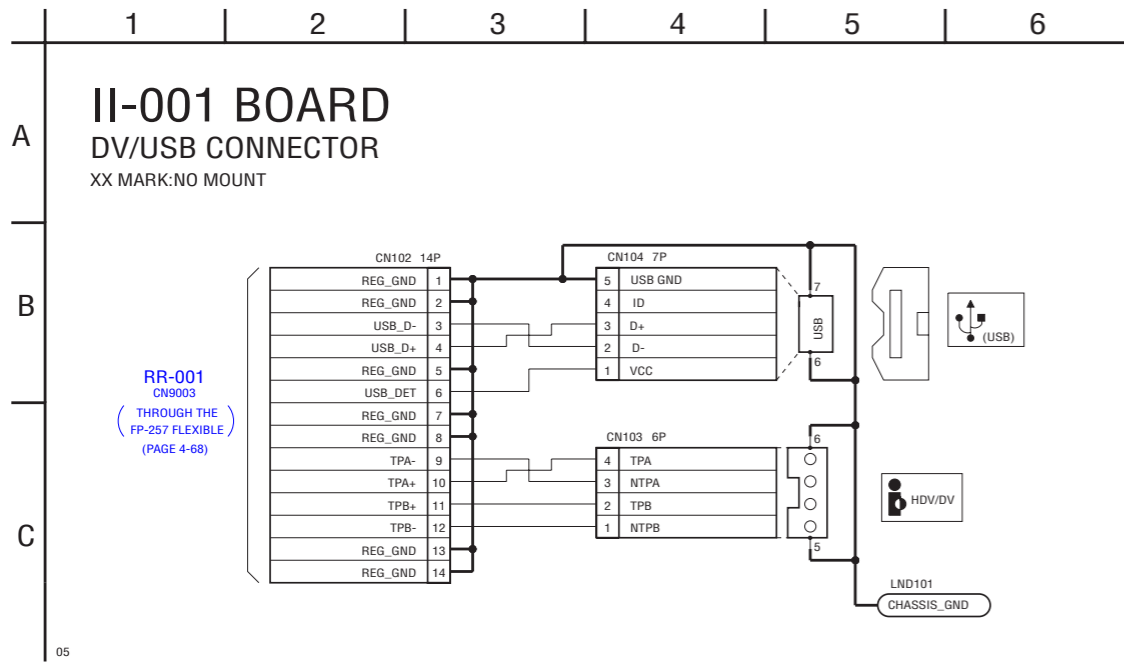 1 2 3 4 5 6
A
B
C
II-001 BOARD
DV/USB CONNECTOR
XX MARK:NO MOUNT
RR-001
CN9003
THROUGH THE
FP-257 FLEXIBLE
(PAGE 4-68)
CN102 14P
REG_GND 1
REG_GND 2
USB_D- 3
USB_D+ 4
REG_GND 5
USB_DET 6
REG_GND 7
REG_GND 8
TPA- 9
TPA+ 10
TPB+ 11
TPB- 12
REG_GND 13
REG_GND 14
CN104 7P
5 USB GND
4 ID
3 D+
2 D-
1 VCC
7
USB
6
(USB)
CN103 6P
4 TPA
3 NTPA
2 TPB
1 NTPB
6
5
HDV/DV
LND101
CHASSIS_GND
05